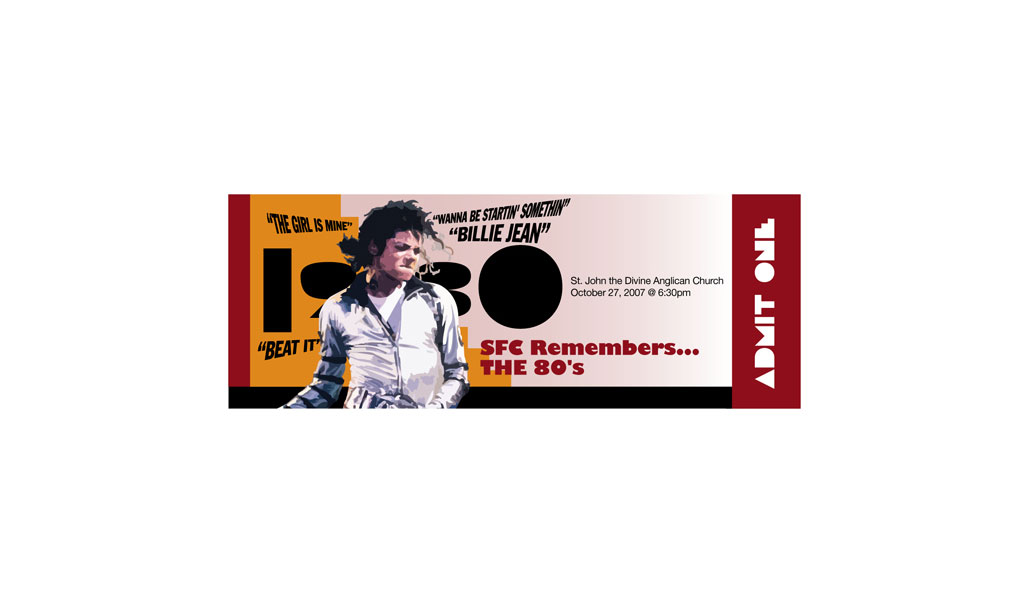 "THE GIRL IS MINE"
"WANNA BE STARTIN' SOMETHIN"
"BILLIE JEAN"
1980
St. John the Divine Anglican Church
October 27, 2007 @ 6:30pm
"BEAT IT"
SFC Remembers...
THE 80's
ADMIT ONE